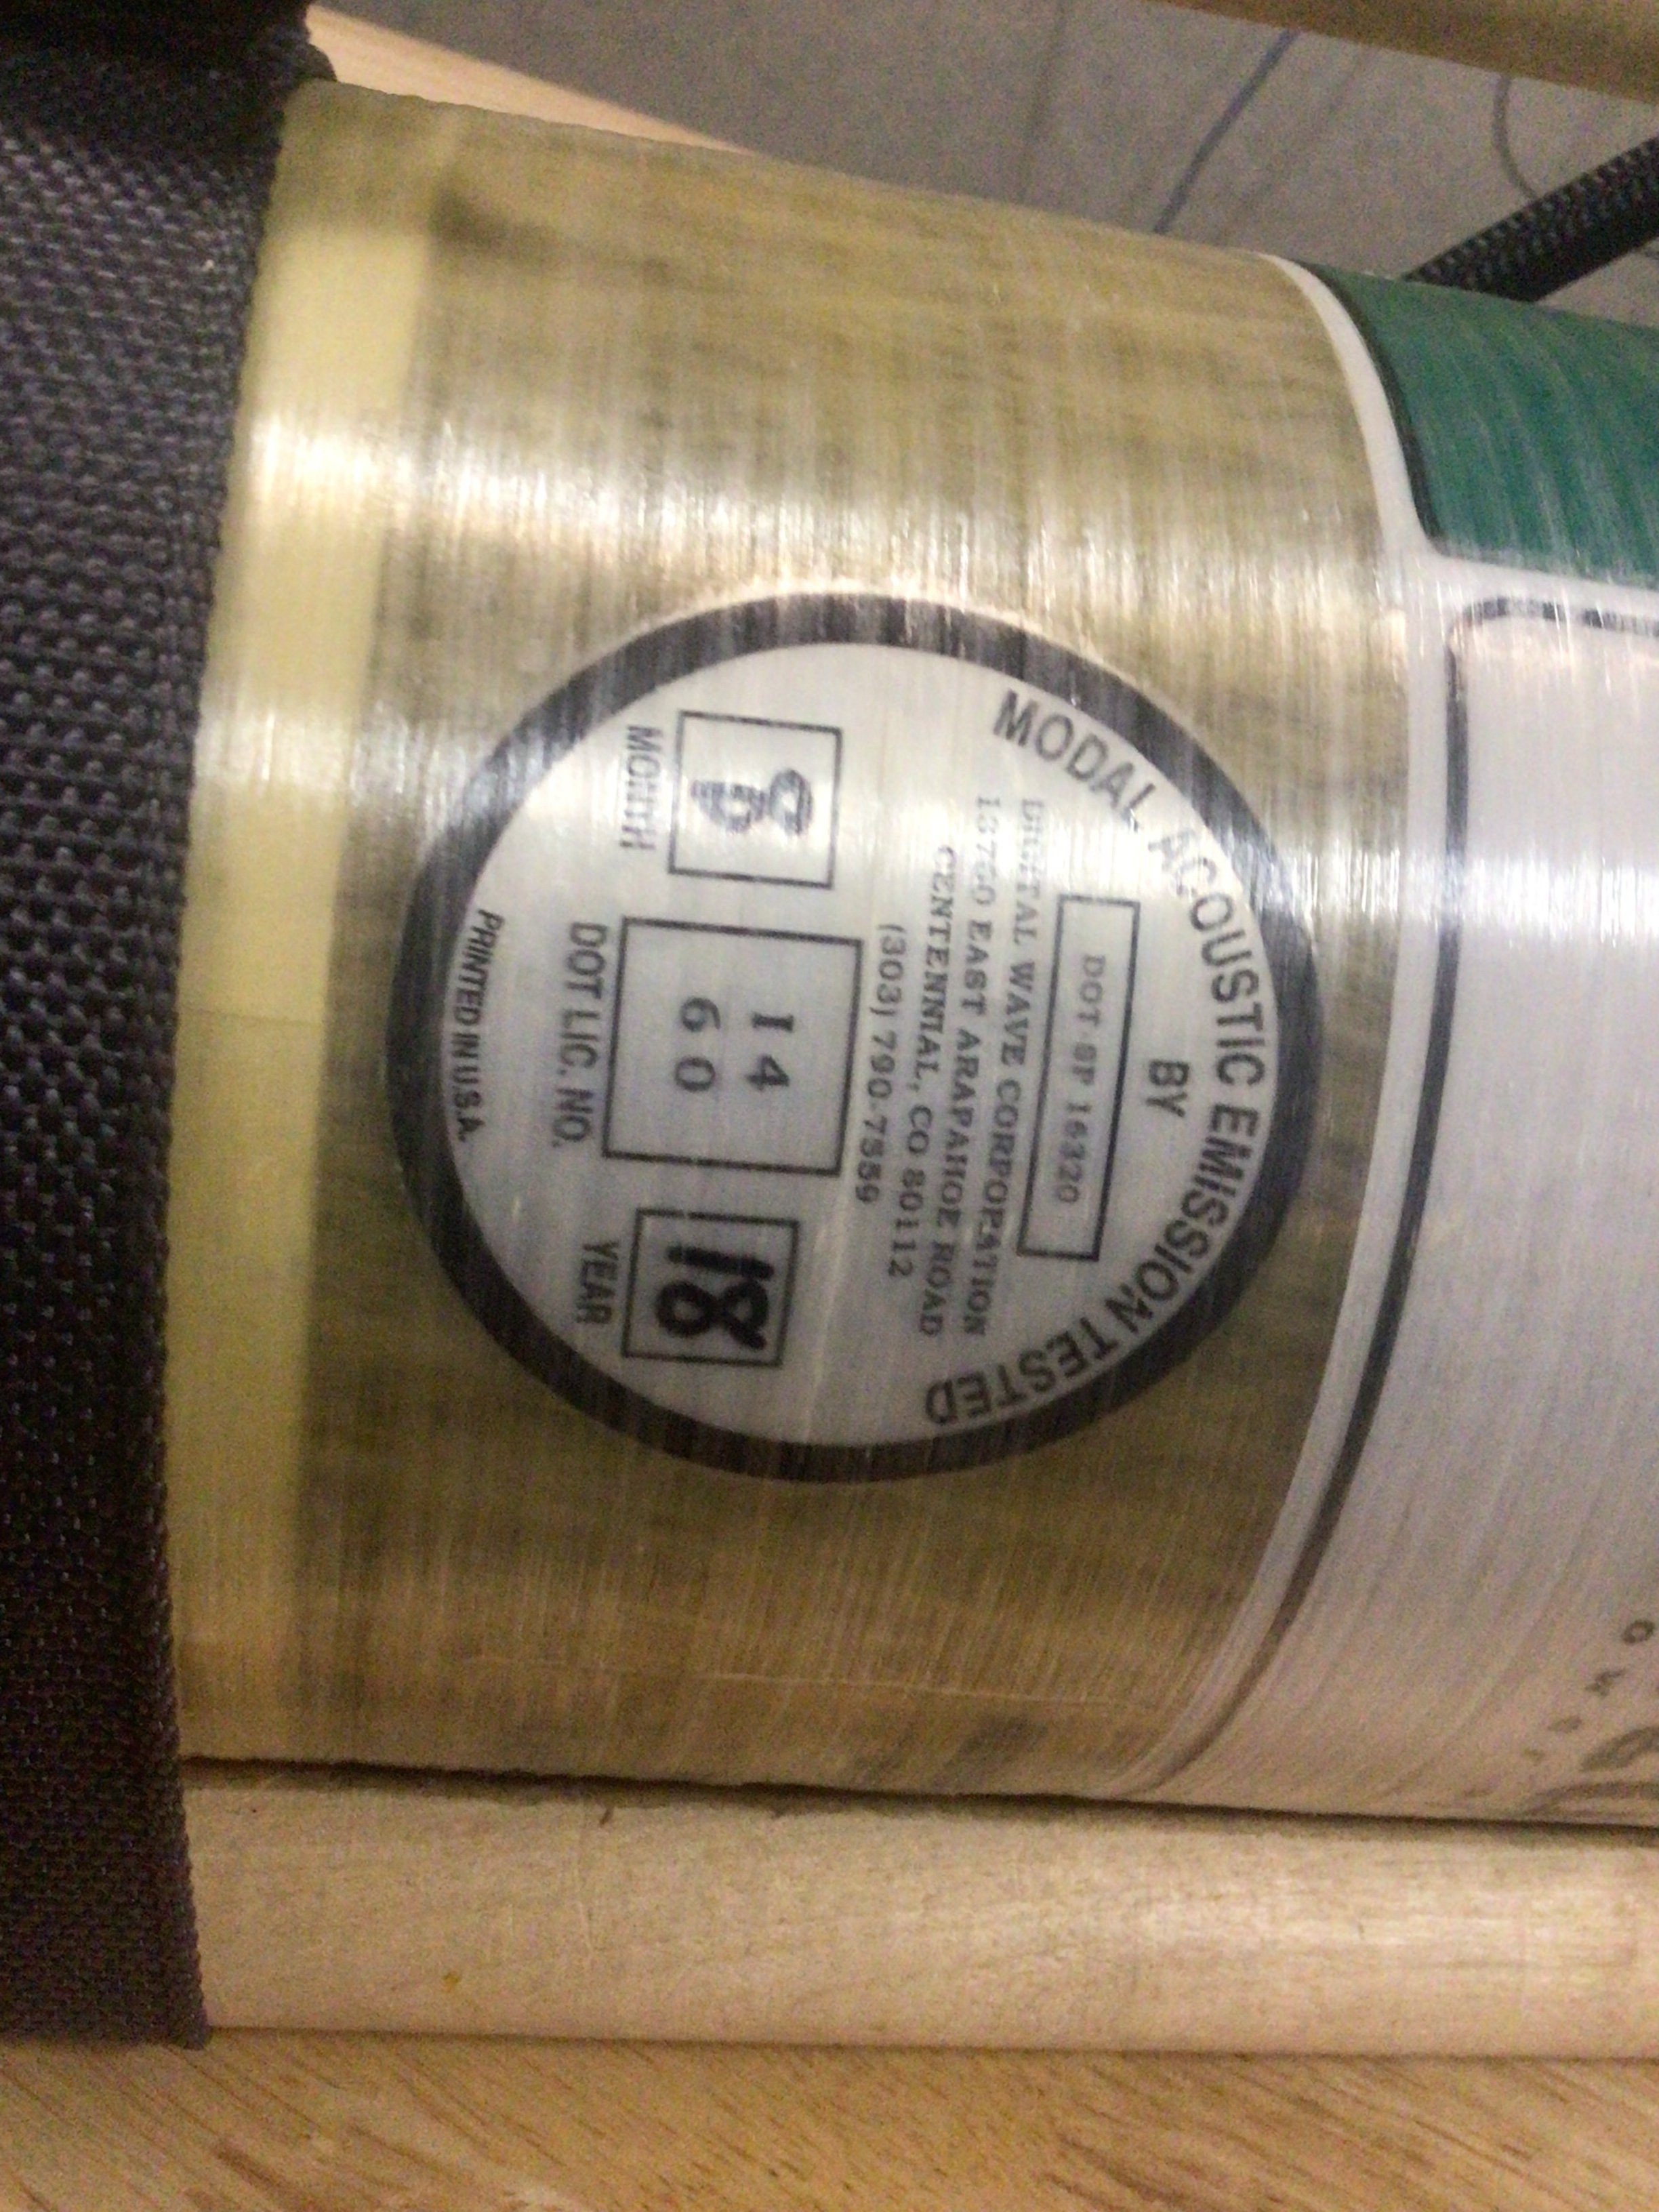 MODAL ACOUSTIC EMISSION TESTED
BY
DOT SP 16320
DIGITAL WAVE CORPORATION
13760 EAST ARAPAHOE ROAD
CENTENNIAL, CO 80112
(303) 790-7559
8
14
60
18
MONTH
DOT LIC. NO.
YEAR
PRINTED IN U.S.A.